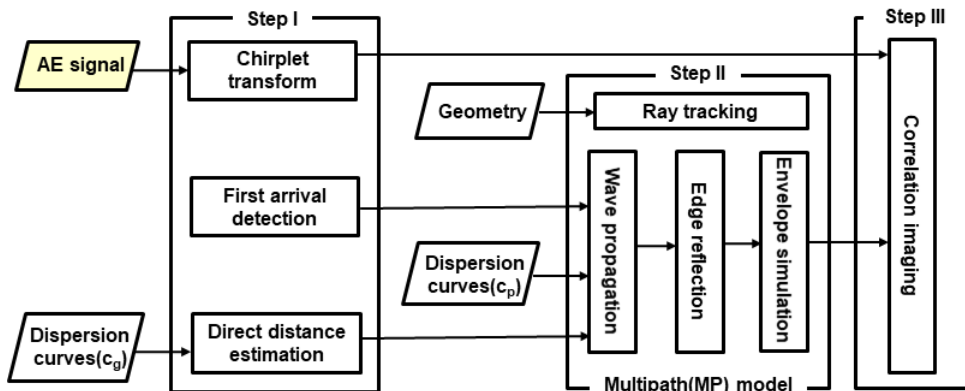 Step I
Step III
AE signal
Chirplet
transform
Step II
Geometry
Ray tracking
First arrival
detection
Wave propagation
Edge reflection
Envelope simulation
Correlation imaging
Dispersion
curves(cp)
Dispersion
curves(cg)
Direct distance
estimation
Multipath(MP) model